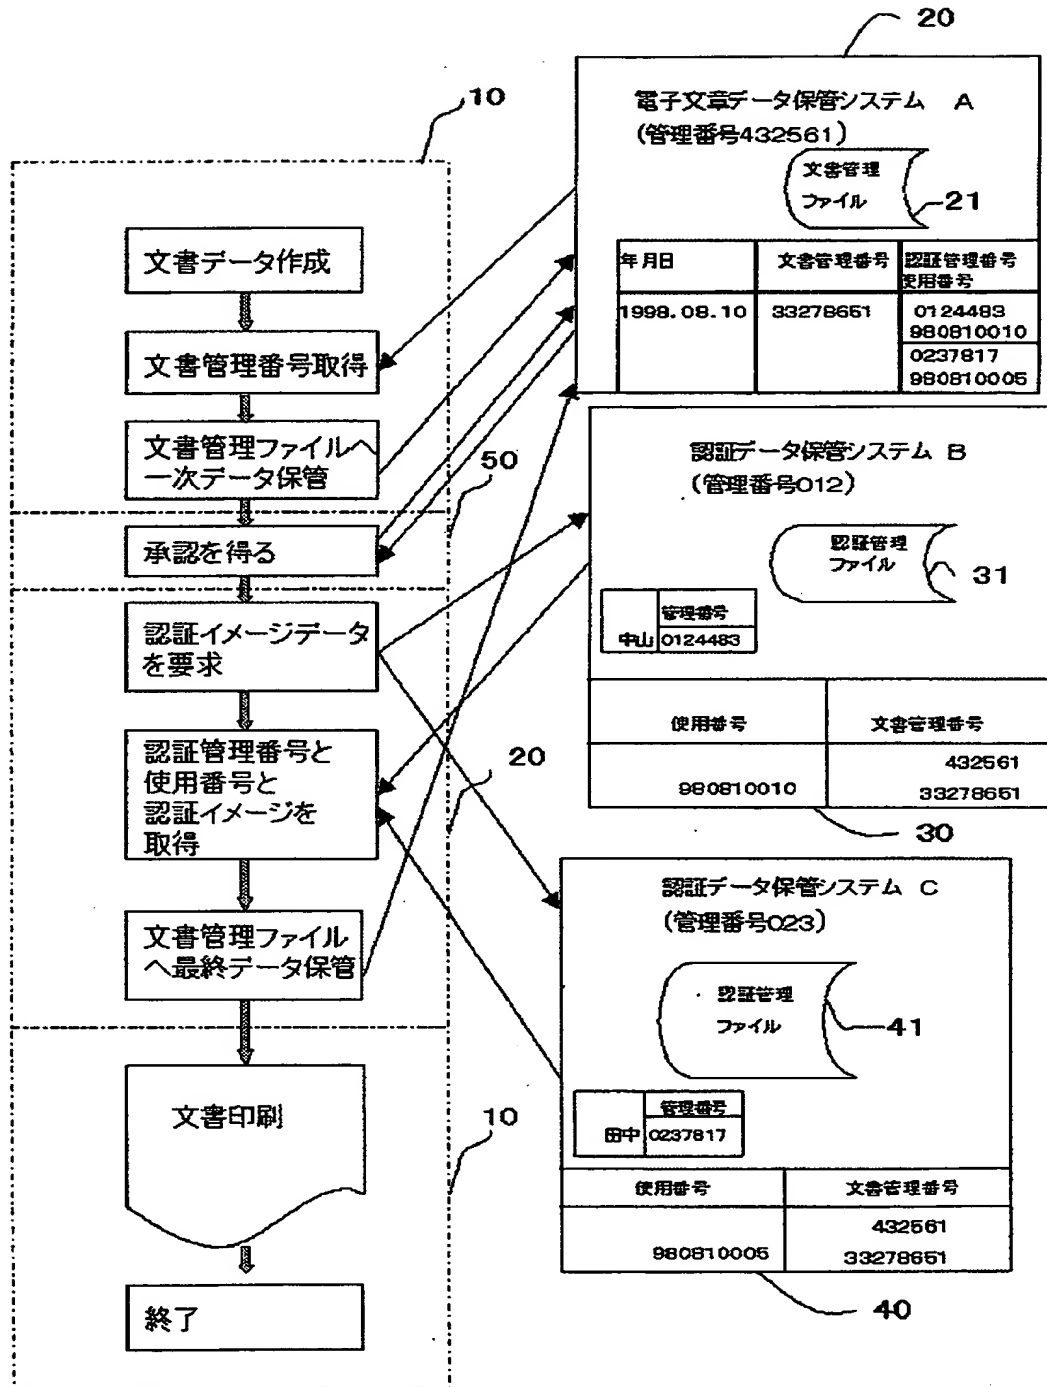 10
文書データ作成
文書管理番号取得
文書管理ファイルへ
一次データ保管
50
承認を得る
認証イメージデータ
を要求
認証管理番号と
使用番号と
認証イメージを
取得
20
文書管理ファイル
へ最終データ保管
文書印刷
10
終了
20
電子文章データ保管システム A
(管理番号432561)
文書管理
ファイル
21
年月日 文書管理番号 認証管理番号
使用番号
1998.08.10 33278651 0124483
980810010
0237817
980810005
認証データ保管システム B
(管理番号012)
認証管理
ファイル
31
管理番号
中山 0124483
使用番号 文書管理番号
432561
980810010 33278651
30
認証データ保管システム C
(管理番号023)
認証管理
ファイル
41
管理番号
田中 0237817
使用番号 文書管理番号
432561
980810005 33278651
40